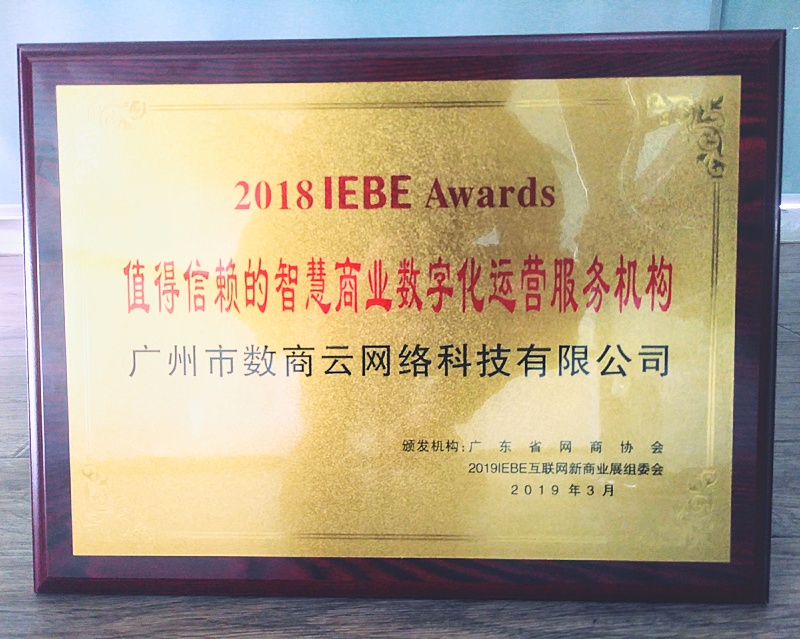 2018 IEBE Awards
值得信赖的智慧商业数字化运营服务机构
广州市数商云网络科技有限公司
颁发机构:广东省网商协会
2019IEBE互联网新商业展组委会
2019年3月